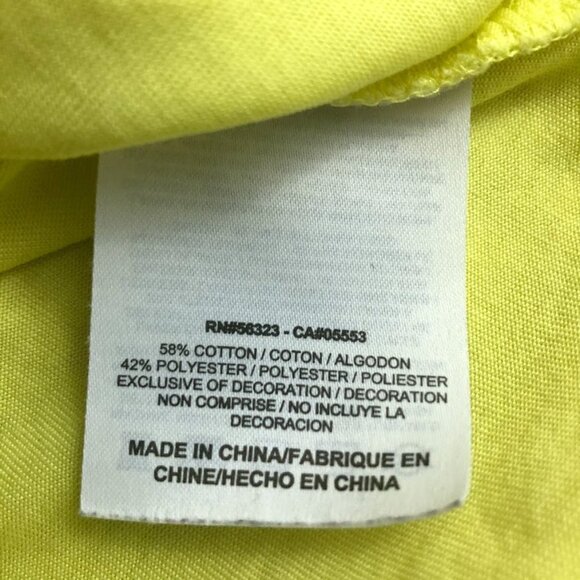 RN#56323 - CA#05553
58% COTTON / COTON / ALGODON
42% POLYESTER / POLYESTER / POLIESTER
EXCLUSIVE OF DECORATION / DECORATION
NON COMPRISE / NO INCLUYE LA
DECORACION
MADE IN CHINA/FABRIQUE EN
CHINE/HECHO EN CHINA